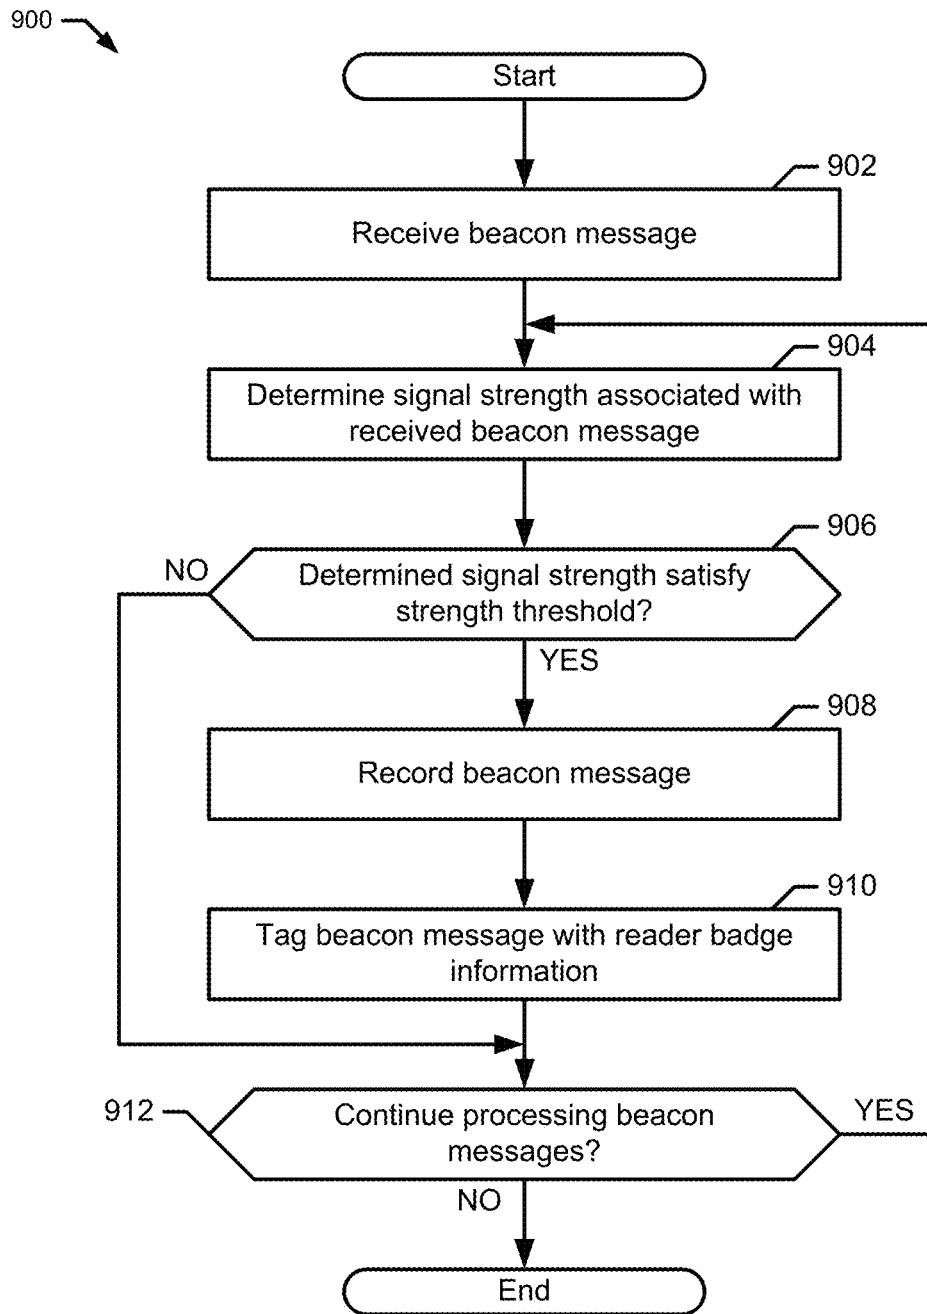 900
Start
902
Receive beacon message
904
Determine signal strength associated with
received beacon message
906
NO
Determined signal strength satisfy
strength threshold?
YES
908
Record beacon message
910
Tag beacon message with reader badge
information
912
Continue processing beacon
messages?
YES
NO
End